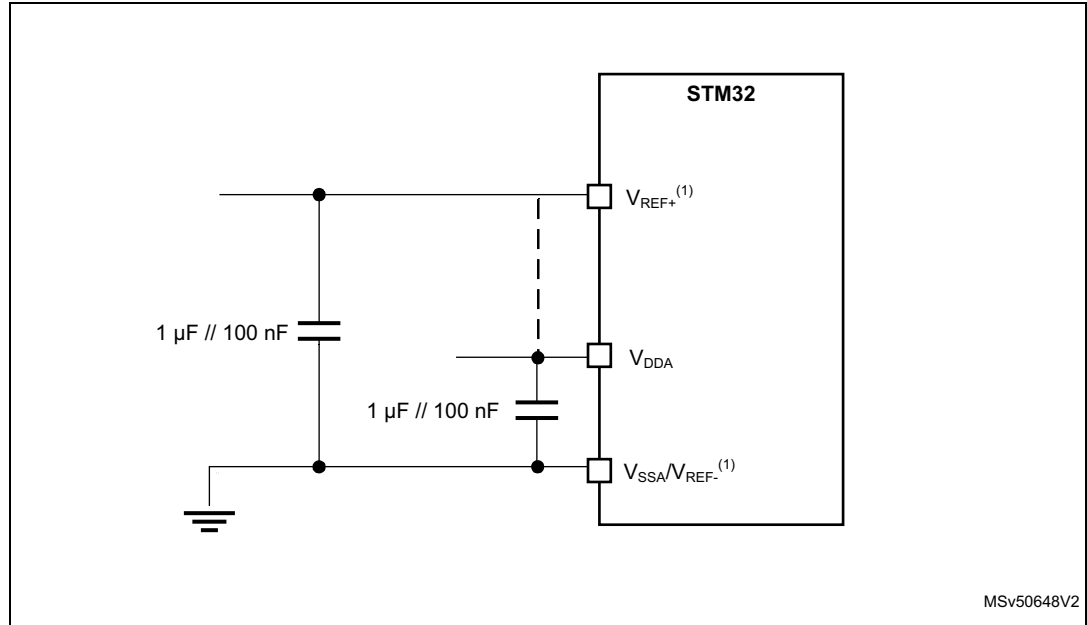 STM32
VREF+(1)
1 µF // 100 nF
VDDA
1 µF // 100 nF
VSSA/VREF-(1)
MSv50648V2